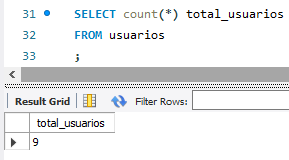 31 SELECT count(*) total_usuarios
32 FROM usuarios
33 ;
Result Grid Filter Rows:
total_usuarios
9